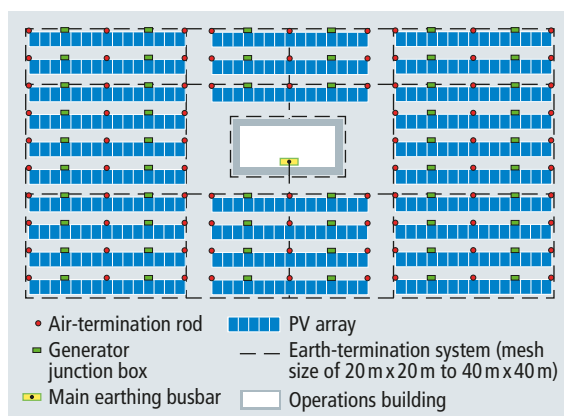 Air-termination rod
PV array
Generator
junction box
Earth-termination system (mesh
size of 20 m x 20 m to 40 m x 40 m)
Main earthing busbar
Operations building